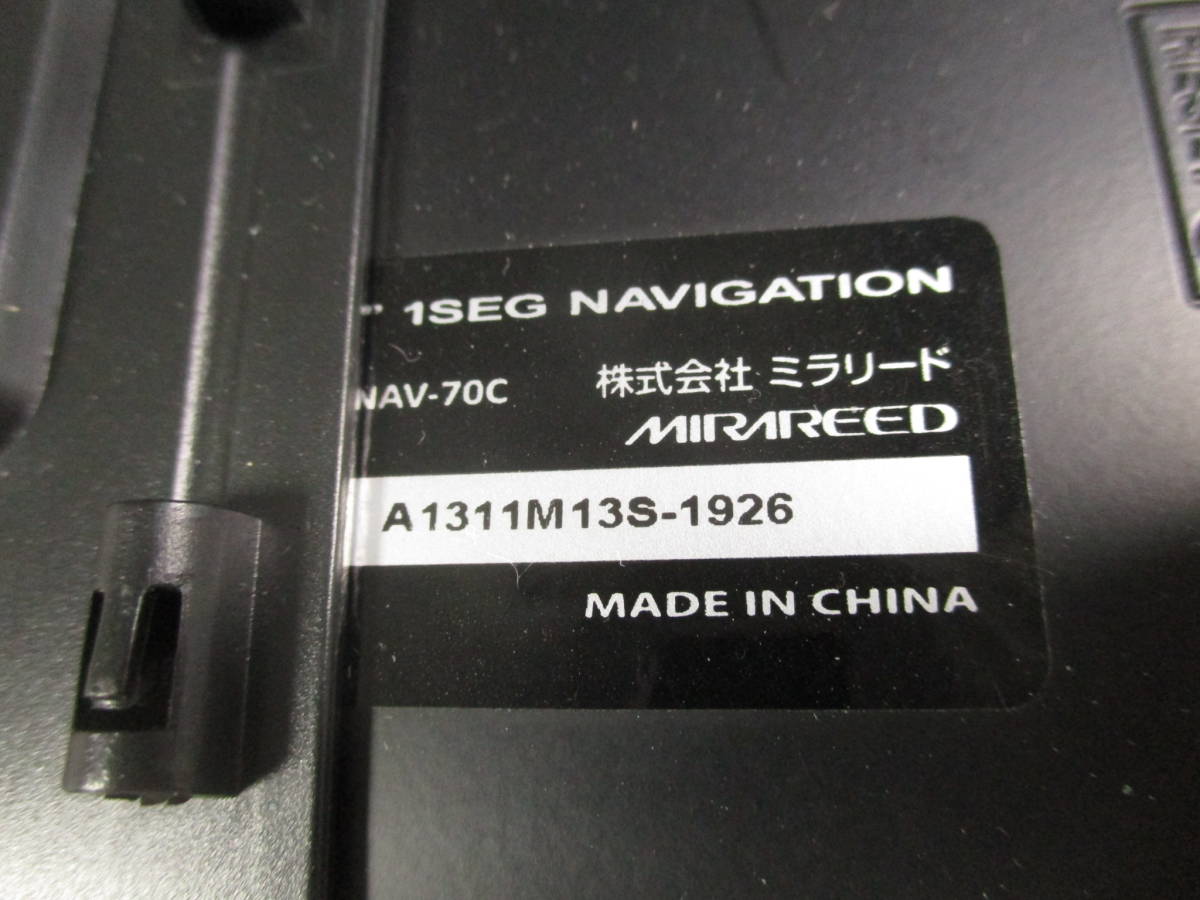 " 1SEG NAVIGATION
NAV-70C 株式会社 ミラリード
MIRAREED
A1311M13S-1926
MADE IN CHINA